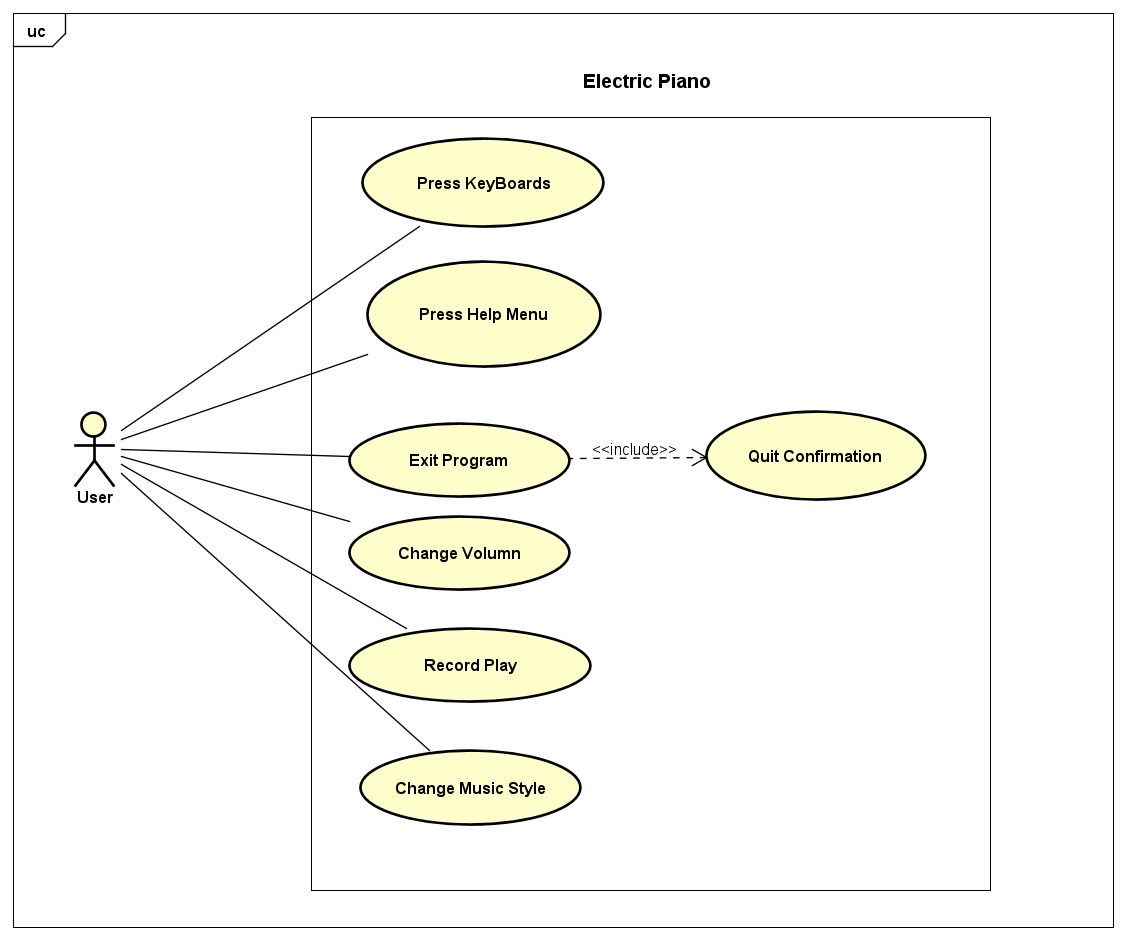 uc
Electric Piano
Press KeyBoards
Press Help Menu
Exit Program
<<include>>
Quit Confirmation
User
Change Volumn
Record Play
Change Music Style